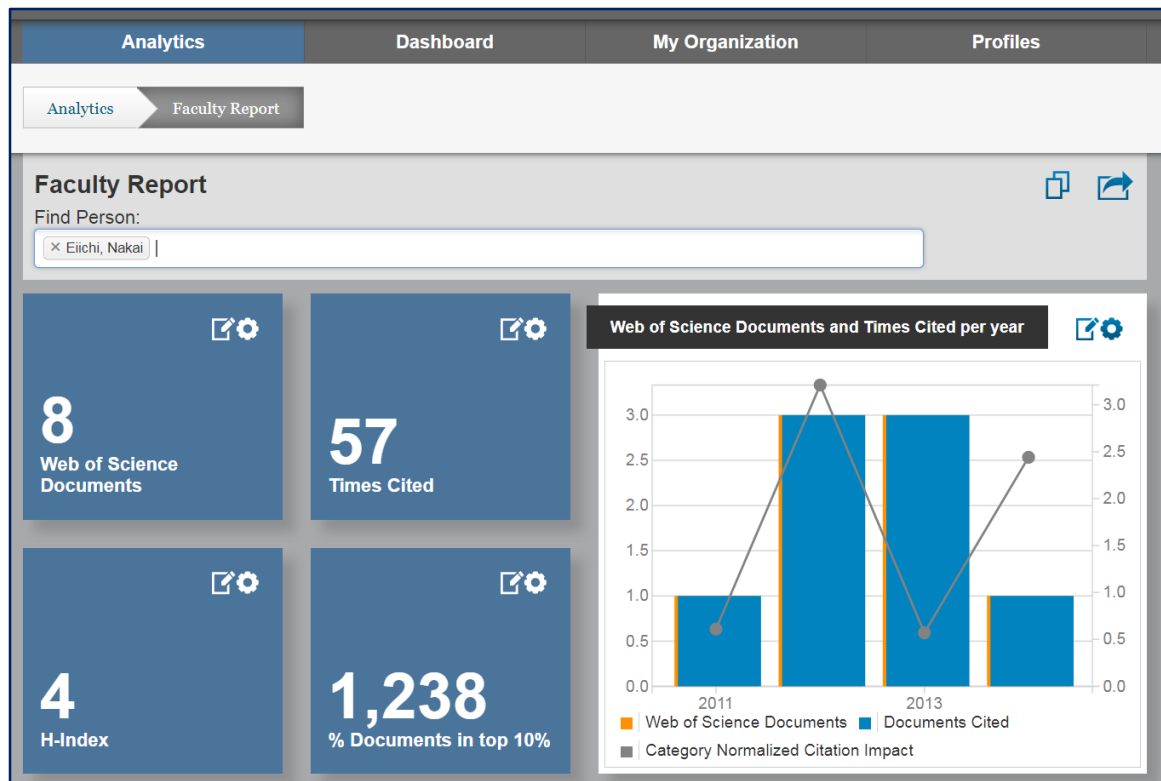 Analytics Dashboard My Organization Profiles
Analytics Faculty Report
Faculty Report
Find Person:
× Eiichi, Nakai
8
Web of Science
Documents
57
Times Cited
4
H-Index
1,238
% Documents in top 10%
Web of Science Documents and Times Cited per year
3.0 3.0
2.5 2.5
2.0 2.0
1.5 1.5
1.0 1.0
0.5 0.5
0.0 0.0
2011 2013
Web of Science Documents Documents Cited
Category Normalized Citation Impact